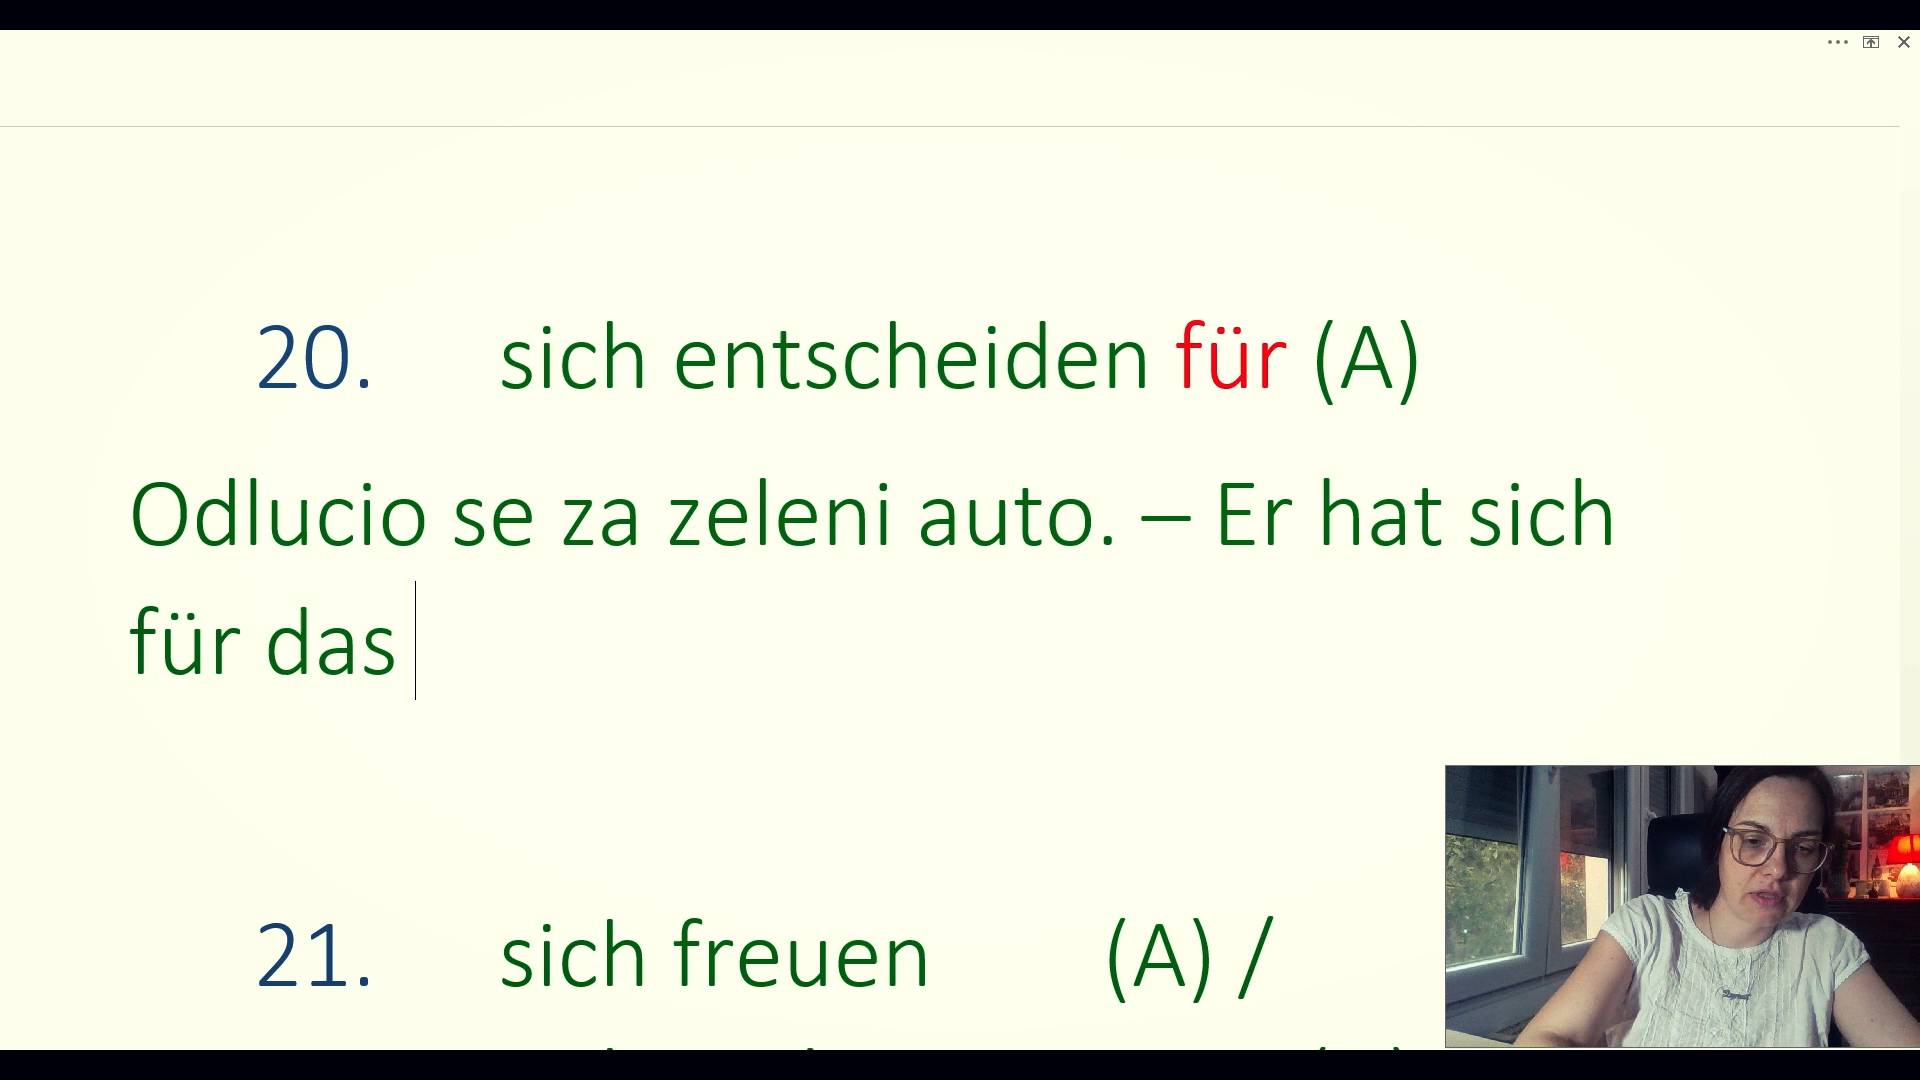 20. sich entscheiden für (A)
Odlucio se za zeleni auto. – Er hat sich
für das
21. sich freuen (A) /